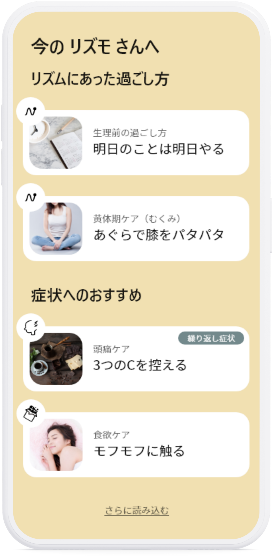 今の リズモ さんへ
リズムにあった過ごし方
生理前の過ごし方
明日のことは明日やる
黄体期ケア（むくみ）
あぐらで膝をパタパタ
症状へのおすすめ
繰り返し症状
頭痛ケア
3つのCを控える
食欲ケア
モフモフに触る
さらに読み込む